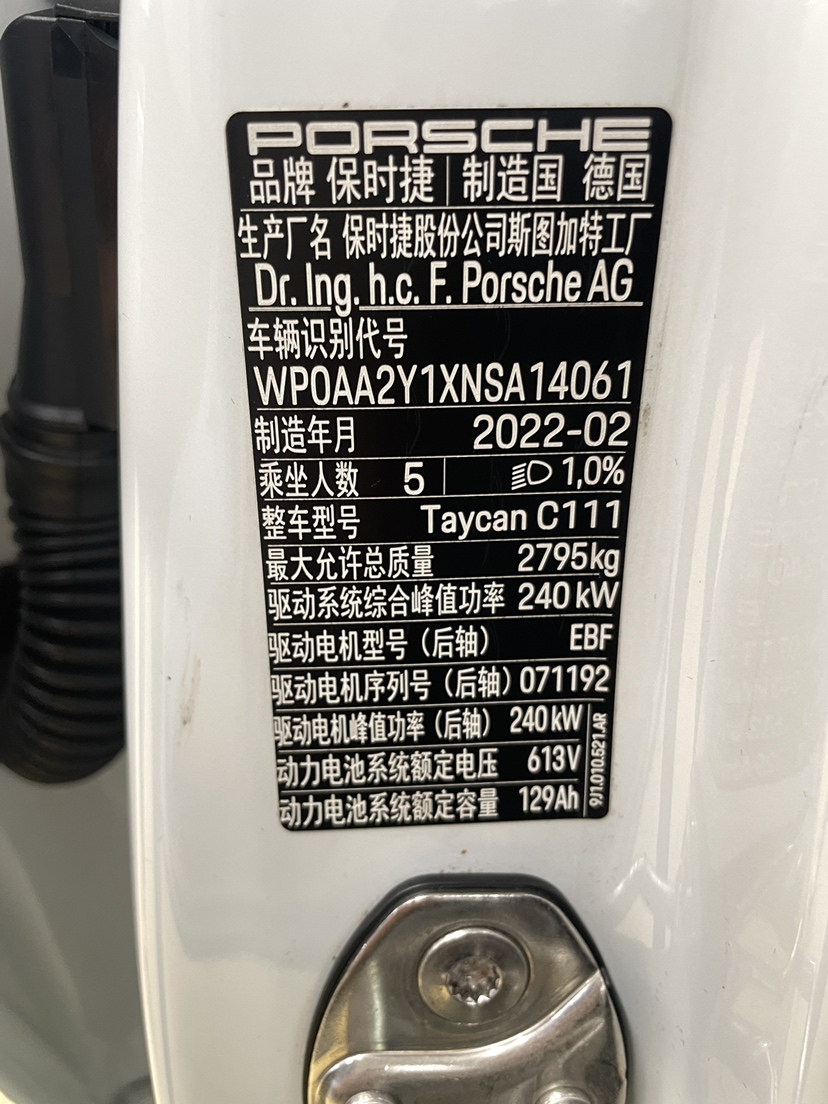 PORSCHE
品牌 保时捷 制造国 德国
生产厂名 保时捷股份公司斯图加特工厂
Dr. Ing. h.c. F. Porsche AG
车辆识别代号
WP0AA2Y1XNSA14061
制造年月 2022-02
乘坐人数 5 1,0%
整车型号 Taycan C111
最大允许总质量 2795kg
驱动系统综合峰值功率 240 kW
驱动电机型号（后轴） EBF
驱动电机序列号（后轴）071192
驱动电机峰值功率（后轴） 240 kW
动力电池系统额定电压 613V
动力电池系统额定容量 129Ah
9J1.010.521.AR